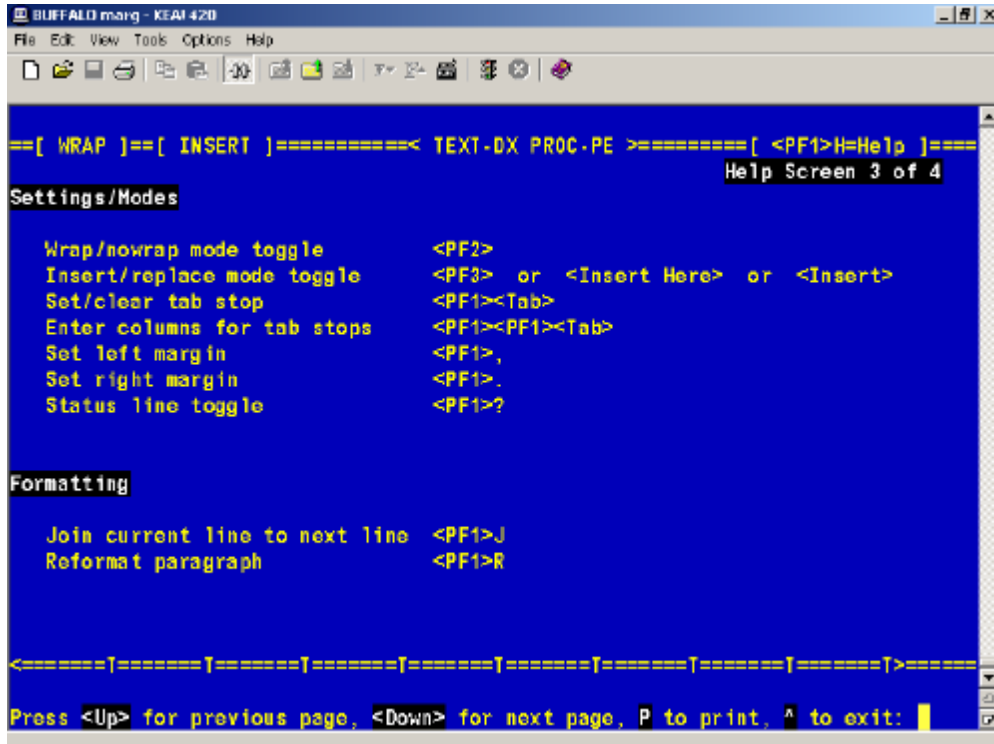 BUFFALO marg - KEA! 420
File Edit View Tools Options Help
==[ WRAP ]==[ INSERT ]===========< TEXT-DX PROC-PE >=========[ <PF1>H=Help ]====
Help Screen 3 of 4
Settings/Modes
Wrap/nowrap mode toggle <PF2>
Insert/replace mode toggle <PF3> or <Insert Here> or <Insert>
Set/clear tab stop <PF1><Tab>
Enter columns for tab stops <PF1><PF1><Tab>
Set left margin <PF1>,
Set right margin <PF1>.
Status line toggle <PF1>?
Formatting
Join current line to next line <PF1>J
Reformat paragraph <PF1>R
<=======T=======T=======T=======T=======T=======T=======T=======T=======T>======
Press <Up> for previous page, <Down> for next page, P to print, ^ to exit: